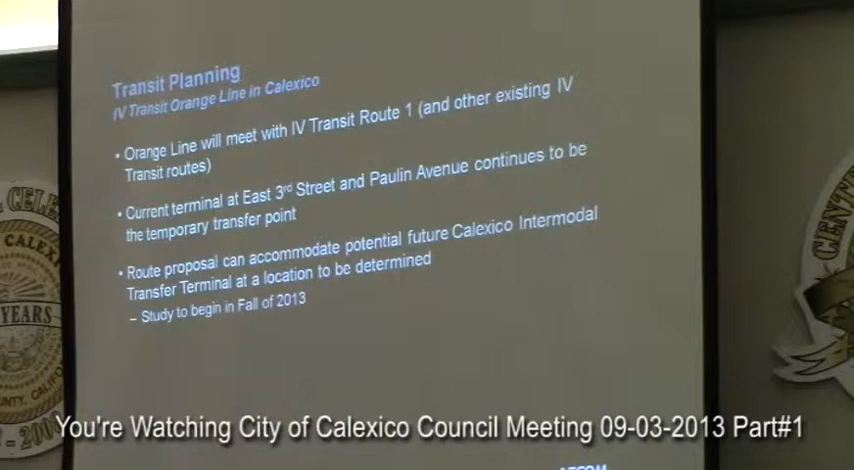 Transit Planning
IV Transit Orange Line in Calexico
• Orange Line will meet with IV Transit Route 1 (and other existing IV
Transit routes)
• Current terminal at East 3rd Street and Paulin Avenue continues to be
the temporary transfer point
• Route proposal can accommodate potential future Calexico Intermodal
Transfer Terminal at a location to be determined
– Study to begin in Fall of 2013
CALEXI
YEARS
CENT
You're Watching City of Calexico Council Meeting 09-03-2013 Part#1